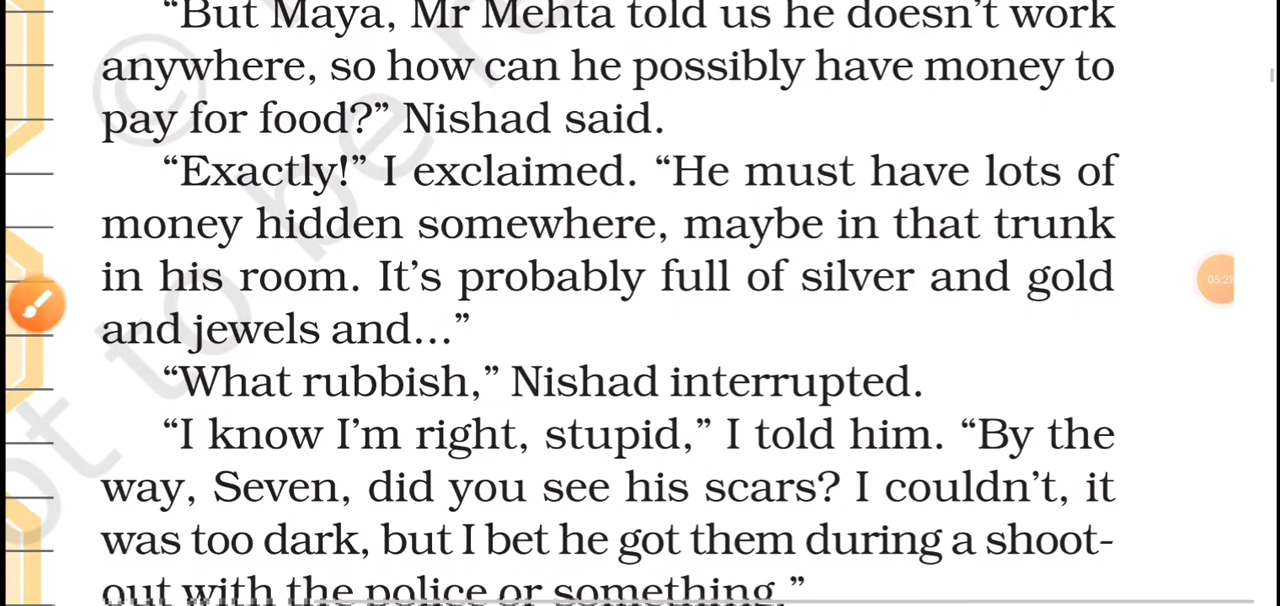 “But Maya, Mr Mehta told us he doesn’t work
anywhere, so how can he possibly have money to
pay for food?” Nishad said.
“Exactly!” I exclaimed. “He must have lots of
money hidden somewhere, maybe in that trunk
in his room. It’s probably full of silver and gold
and jewels and...”
“What rubbish,” Nishad interrupted.
“I know I’m right, stupid,” I told him. “By the
way, Seven, did you see his scars? I couldn’t, it
was too dark, but I bet he got them during a shoot-
out with the police or something.”
©
not to be